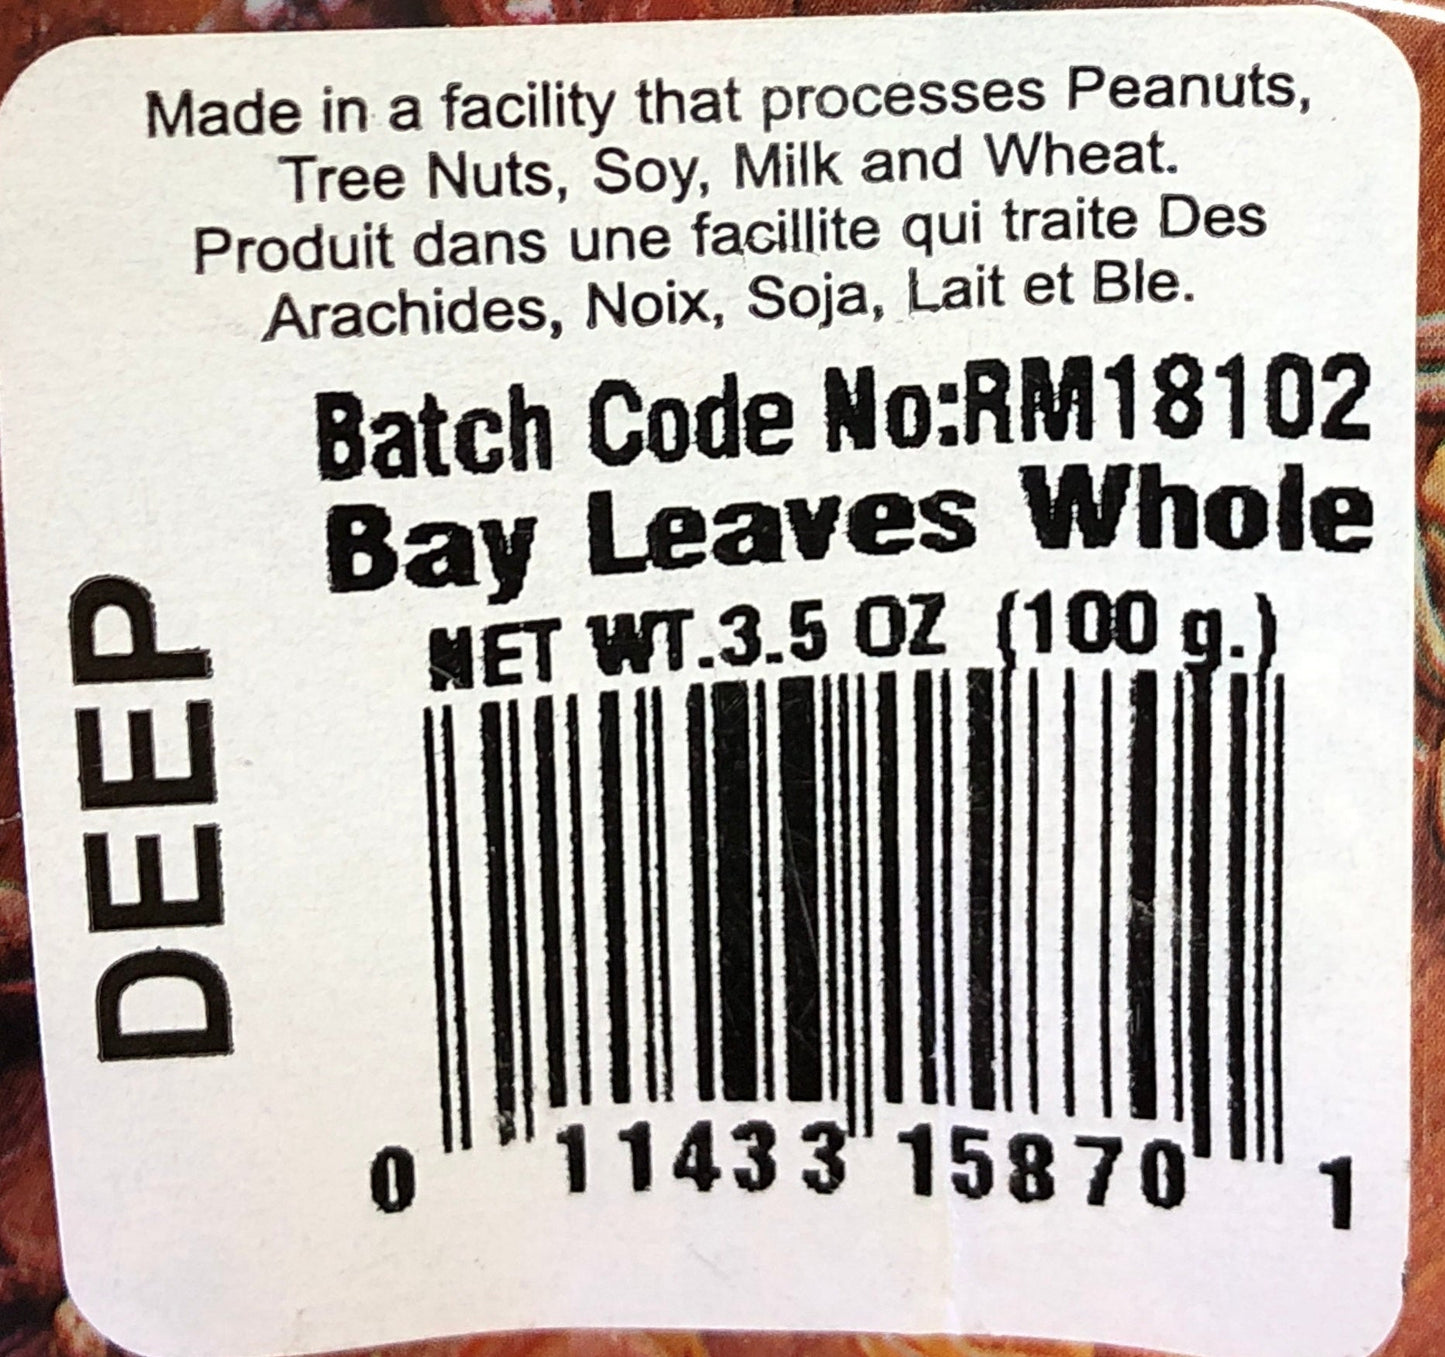 Made in a facility that processes Peanuts,
Tree Nuts, Soy, Milk and Wheat.
Produit dans une facillite qui traite Des
Arachides, Noix, Soja, Lait et Ble.
Batch Code No:RM18102
Bay Leaves Whole
NET WT.3.5 OZ (100 g.)
DEEP
0 11433 15870 1